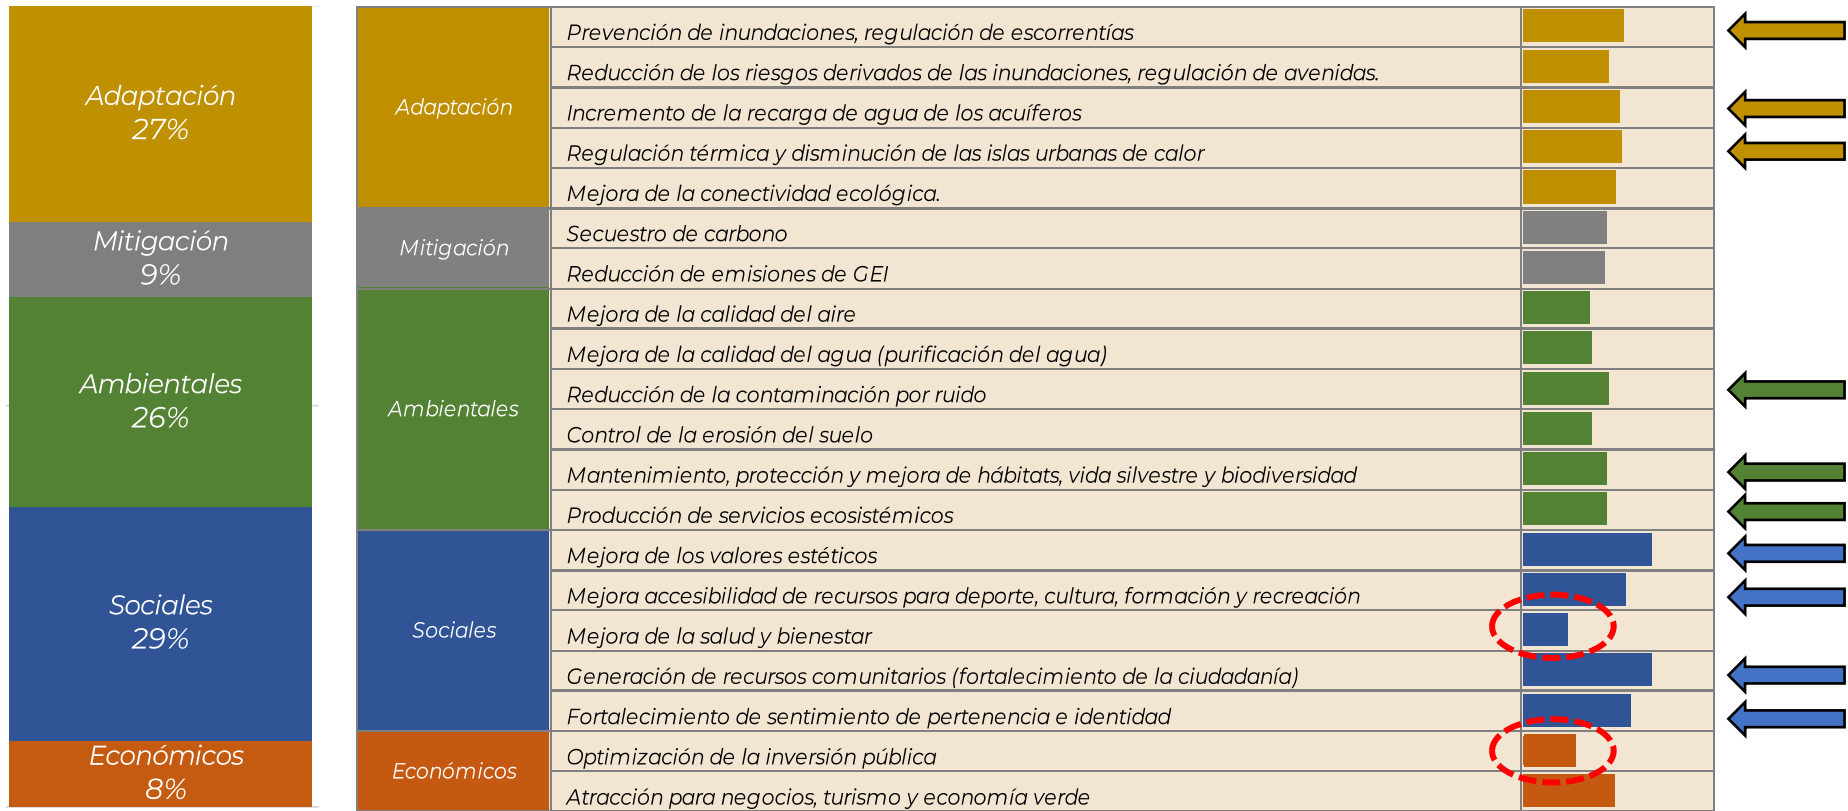 Adaptación
27%
Mitigación
9%
Ambientales
26%
Sociales
29%
Económicos
8%
Adaptación
Prevención de inundaciones, regulación de escorrentías
Reducción de los riesgos derivados de las inundaciones, regulación de avenidas.
Incremento de la recarga de agua de los acuíferos
Regulación térmica y disminución de las islas urbanas de calor
Mejora de la conectividad ecológica.
Mitigación
Secuestro de carbono
Reducción de emisiones de GEI
Ambientales
Mejora de la calidad del aire
Mejora de la calidad del agua (purificación del agua)
Reducción de la contaminación por ruido
Control de la erosión del suelo
Mantenimiento, protección y mejora de hábitats, vida silvestre y biodiversidad
Producción de servicios ecosistémicos
Sociales
Mejora de los valores estéticos
Mejora accesibilidad de recursos para deporte, cultura, formación y recreación
Mejora de la salud y bienestar
Generación de recursos comunitarios (fortalecimiento de la ciudadanía)
Fortalecimiento de sentimiento de pertenencia e identidad
Económicos
Optimización de la inversión pública
Atracción para negocios, turismo y economía verde